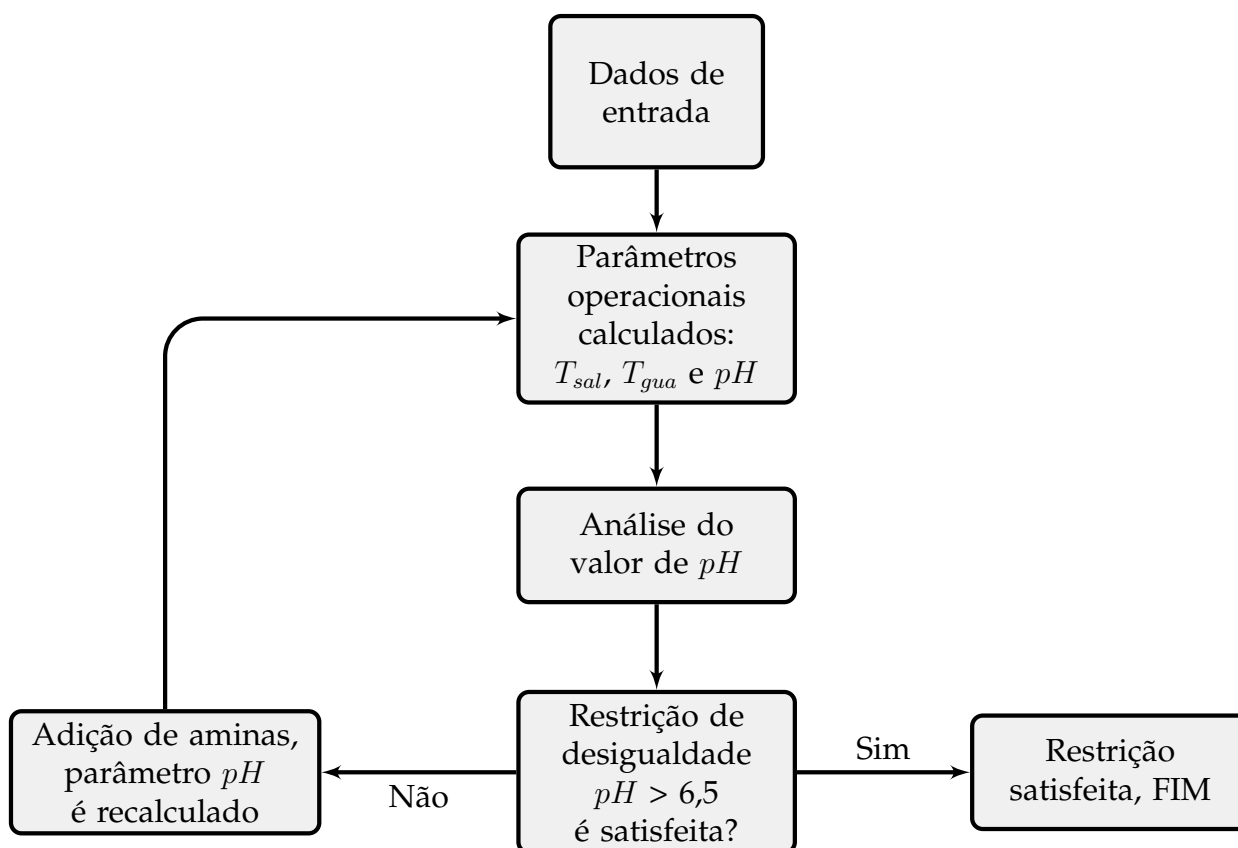 Dados de
entrada
Parâmetros
operacionais
calculados:
T_sal, T_gua e pH
Análise do
valor de pH
Restrição de
desigualdade
pH > 6,5
é satisfeita?
Sim
Restrição
satisfeita, FIM
Não
Adição de aminas,
parâmetro pH
é recalculado